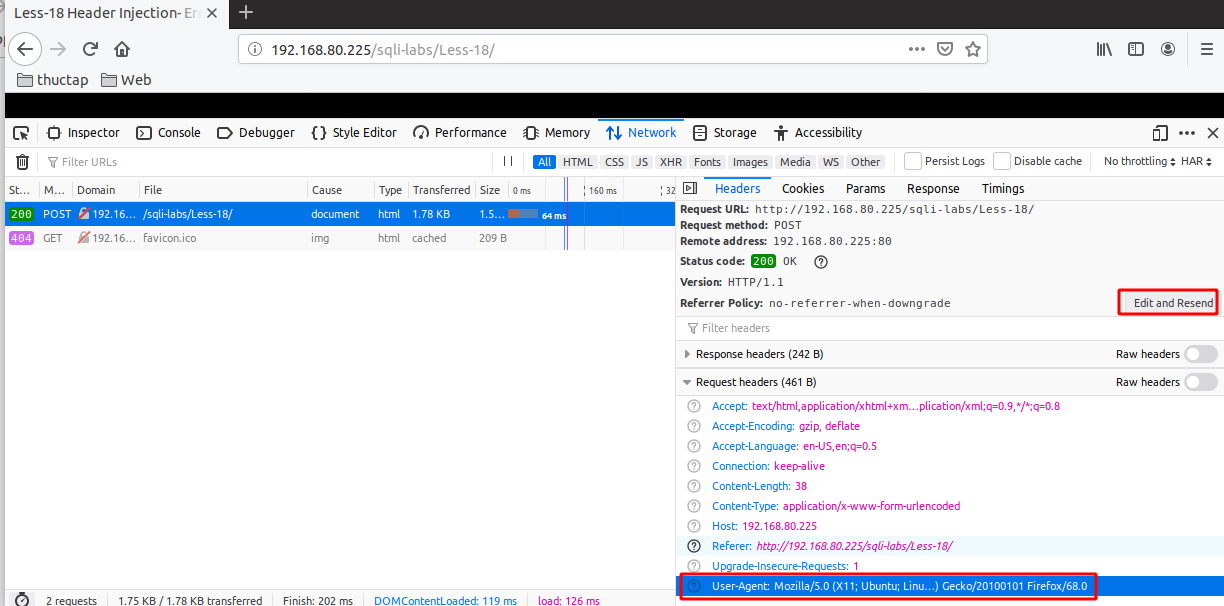 Less-18 Header Injection- Er
192.168.80.225/sqli-labs/Less-18/
thuctap Web
Inspector Console Debugger Style Editor Performance Memory Network Storage Accessibility
Filter URLs All HTML CSS JS XHR Fonts Images Media WS Other Persist Logs Disable cache No throttling HAR
St... M... Domain File Cause Type Transferred Size 0 ms 160 ms 32
200 POST 192.16... /sqli-labs/Less-18/ document html 1.78 KB 1.5... 64 ms
404 GET 192.16... favicon.ico img html cached 209 B
Headers Cookies Params Response Timings
Request URL: http://192.168.80.225/sqli-labs/Less-18/
Request method: POST
Remote address: 192.168.80.225:80
Status code: 200 OK
Version: HTTP/1.1
Referrer Policy: no-referrer-when-downgrade Edit and Resend
Filter headers
Response headers (242 B) Raw headers
Request headers (461 B) Raw headers
Accept: text/html,application/xhtml+xm...plication/xml;q=0.9,*/*;q=0.8
Accept-Encoding: gzip, deflate
Accept-Language: en-US,en;q=0.5
Connection: keep-alive
Content-Length: 38
Content-Type: application/x-www-form-urlencoded
Host: 192.168.80.225
Referer: http://192.168.80.225/sqli-labs/Less-18/
Upgrade-Insecure-Requests: 1
User-Agent: Mozilla/5.0 (X11; Ubuntu; Linu...) Gecko/20100101 Firefox/68.0
2 requests 1.75 KB / 1.78 KB transferred Finish: 202 ms DOMContentLoaded: 119 ms load: 126 ms